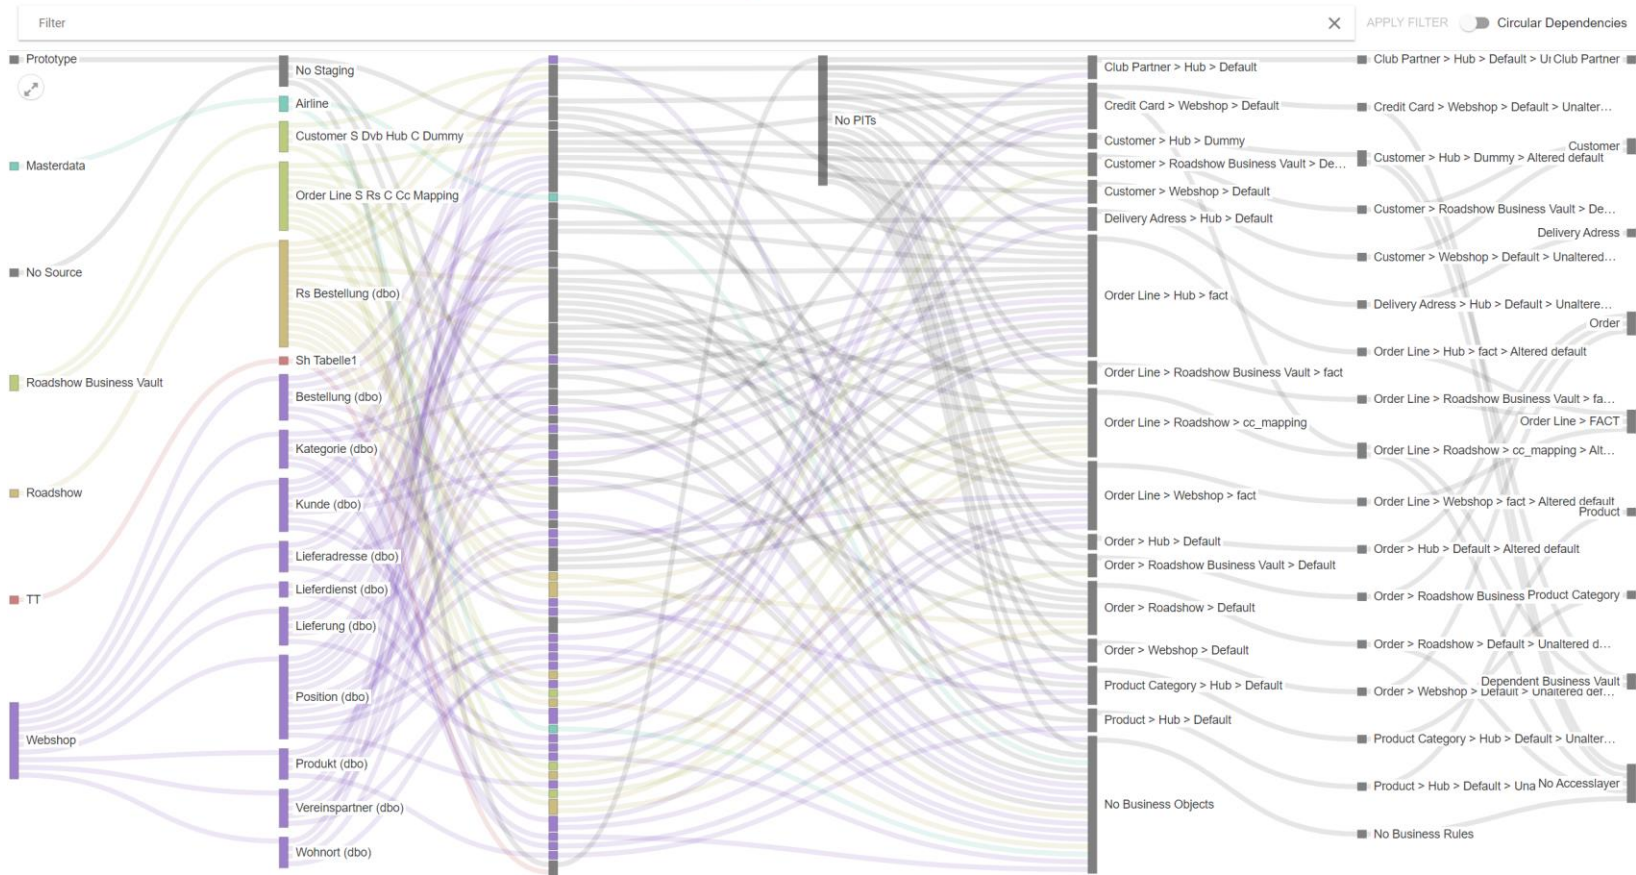 Filter
APPLY FILTER
Circular Dependencies
Prototype
Masterdata
No Source
Roadshow Business Vault
Roadshow
TT
Webshop
No Staging
Airline
Customer S Dvb Hub C Dummy
Order Line S Rs C Cc Mapping
Rs Bestellung (dbo)
Sh Tabelle1
Bestellung (dbo)
Kategorie (dbo)
Kunde (dbo)
Lieferadresse (dbo)
Lieferdienst (dbo)
Lieferung (dbo)
Position (dbo)
Produkt (dbo)
Vereinspartner (dbo)
Wohnort (dbo)
No PITs
Club Partner > Hub > Default
Credit Card > Webshop > Default
Customer > Hub > Dummy
Customer > Roadshow Business Vault > De...
Customer > Webshop > Default
Delivery Adress > Hub > Default
Order Line > Hub > fact
Order Line > Roadshow Business Vault > fact
Order Line > Roadshow > cc_mapping
Order Line > Webshop > fact
Order > Hub > Default
Order > Roadshow Business Vault > Default
Order > Roadshow > Default
Order > Webshop > Default
Product Category > Hub > Default
Product > Hub > Default
No Business Objects
Club Partner > Hub > Default >
Credit Card > Webshop > Default > Unalter...
Customer > Hub > Dummy > Altered default
Customer > Roadshow Business Vault > De...
Customer > Webshop > Default > Unaltered...
Delivery Adress > Hub > Default > Unaltere...
Order Line > Hub > fact > Altered default
Order Line > Roadshow Business Vault > fa...
Order Line > Roadshow > cc_mapping > Alt...
Order Line > Webshop > fact > Altered default
Order > Hub > Default > Altered default
Order > Roadshow Business
Order > Roadshow > Default > Unaltered d...
Order > Webshop > Default > Unaltered def...
Product Category > Hub > Default > Unalter...
Product > Hub > Default > Una
No Business Rules
Club Partner
Customer
Delivery Adress
Order
Order Line > FACT
Product
Product Category
Dependent Business Vault
No Accesslayer